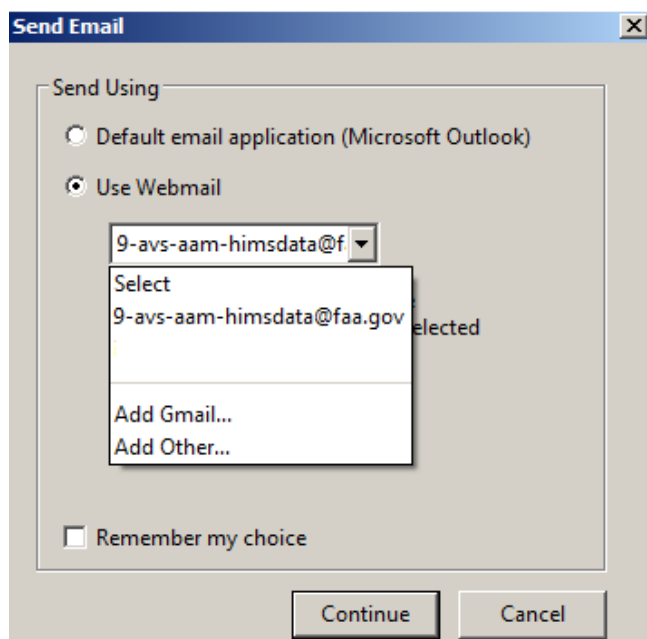 Send Email
Send Using
Default email application (Microsoft Outlook)
Use Webmail
9-avs-aam-himsdata@f
Select
9-avs-aam-himsdata@faa.gov
elected
Add Gmail...
Add Other...
Remember my choice
Continue
Cancel